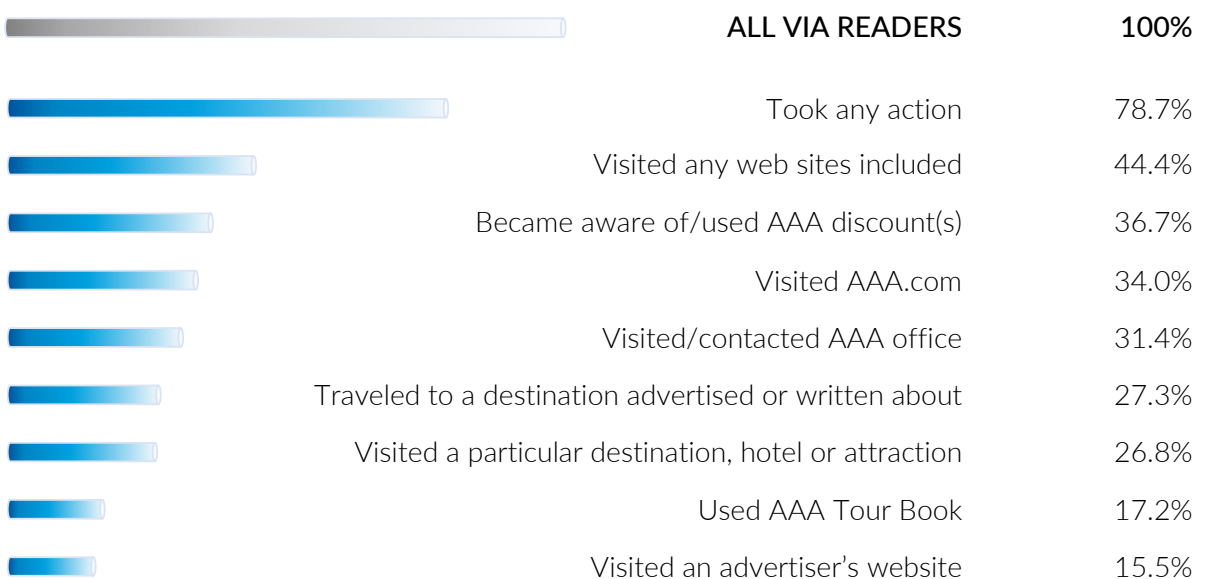 ALL VIA READERS 100%
Took any action 78.7%
Visited any web sites included 44.4%
Became aware of/used AAA discount(s) 36.7%
Visited AAA.com 34.0%
Visited/contacted AAA office 31.4%
Traveled to a destination advertised or written about 27.3%
Visited a particular destination, hotel or attraction 26.8%
Used AAA Tour Book 17.2%
Visited an advertiser’s website 15.5%